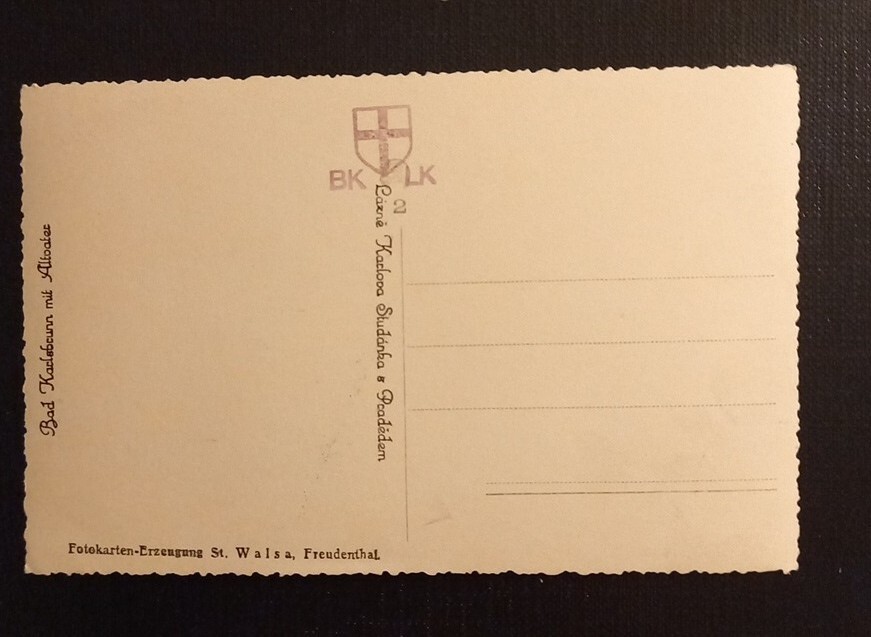 BK LK
2
Bad Karlsbrunn mit Altvater
Lázně Karlova Studánka s Pradědem
Fotokarten-Erzeugung St. Walsa, Freudenthal